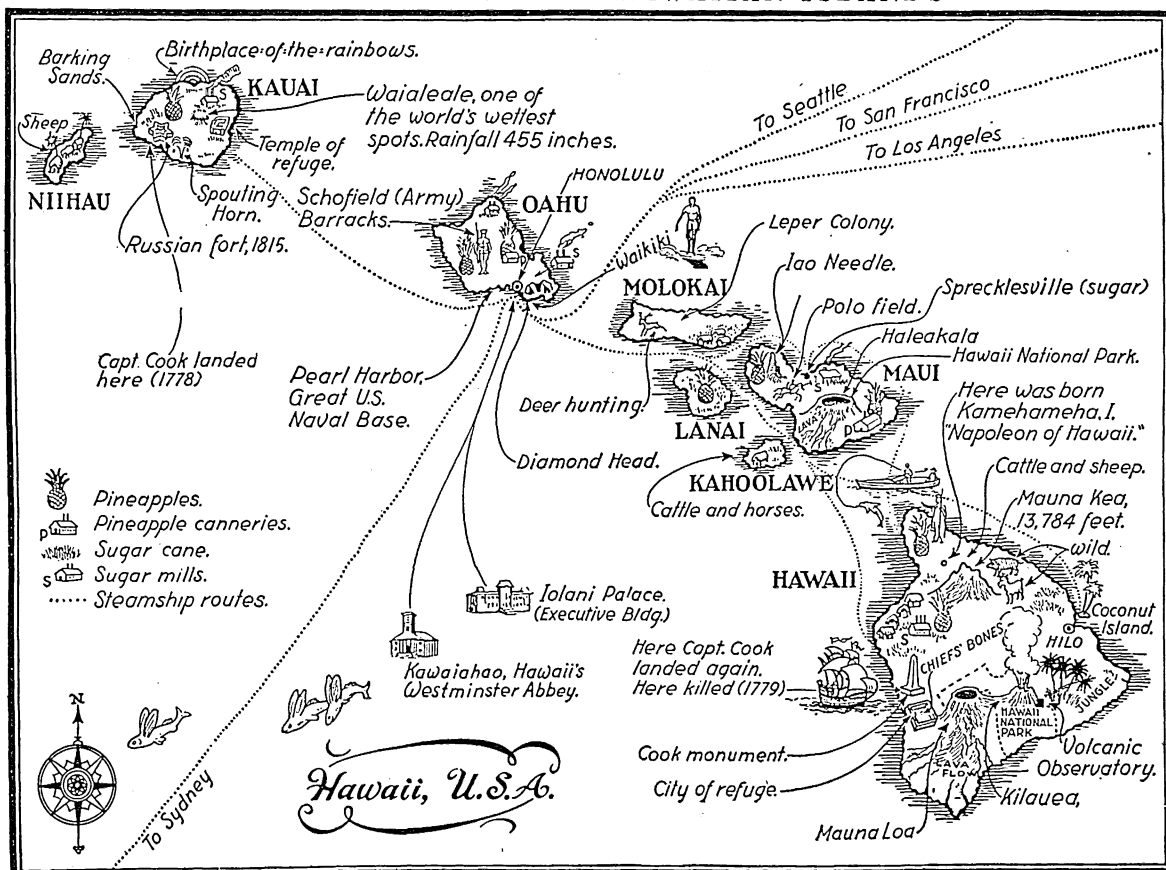 Birthplace-of-the-rainbows.
Barking
Sands.
KAUAI
Waialeale, one of
the world's wettest
spots. Rainfall 455 inches.
Sheep
NIIHAU
Temple of
refuge.
Spouting
Horn.
Russian fort, 1815.
Capt. Cook landed
here (1778)
Schofield (Army)
Barracks.
HONOLULU
OAHU
Waikiki
Pearl Harbor,
Great U.S.
Naval Base.
Diamond Head.
To Seattle
To San Francisco
To Los Angeles
Leper Colony.
MOLOKAI
Iao Needle.
Polo field.
Sprecklesville (sugar)
Haleakala
Hawaii National Park.
MAUI
LAVA
P
S
Deer hunting.
LANAI
KAHOOLAWE
Cattle and horses.
Here was born
Kamehameha, I.
"Napoleon of Hawaii."
Cattle and sheep.
Mauna Kea,
13,784 feet.
wild.
HAWAII
Coconut
Island.
HILO
CHIEFS' BONES
JUNGLE
HAWAII
NATIONAL
PARK
LAVA
FLOW
Volcanic
Observatory.
Kilauea,
Mauna Loa
Here Capt. Cook
landed again.
Here killed (1779)
Cook monument.
City of refuge
Pineapples.
P Pineapple canneries.
Sugar cane.
S Sugar mills.
Steamship routes.
Iolani Palace.
(Executive Bldg.)
Kawaiahao, Hawaii's
Westminster Abbey.
N
To Sydney
Hawaii, U.S.A.